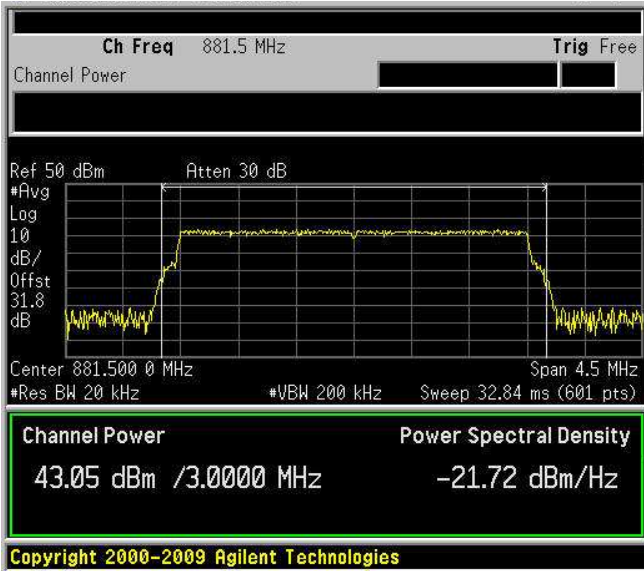 Ch Freq 881.5 MHz Trig Free
Channel Power
Ref 50 dBm Atten 30 dB
#Avg
Log
10
dB/
Offst
31.8
dB
Center 881.500 0 MHz Span 4.5 MHz
#Res BW 20 kHz #VBW 200 kHz Sweep 32.84 ms (601 pts)
Channel Power Power Spectral Density
43.05 dBm /3.0000 MHz -21.72 dBm/Hz
Copyright 2000-2009 Agilent Technologies